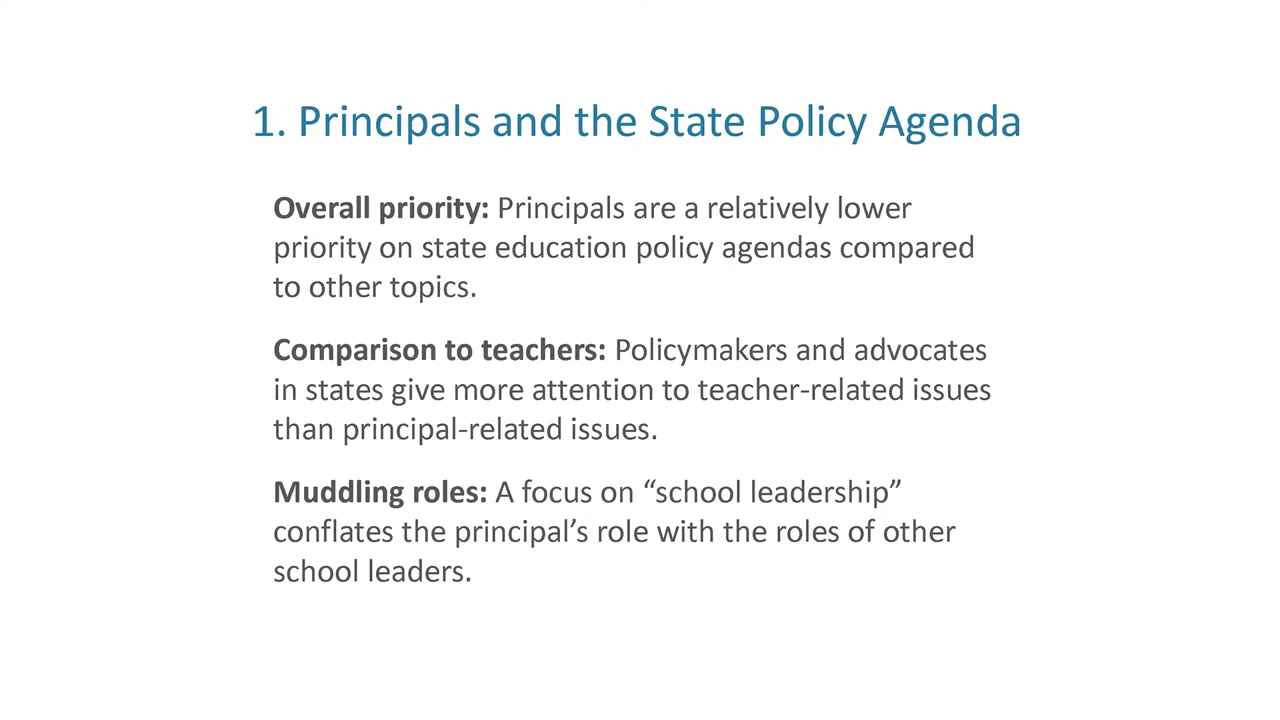 1. Principals and the State Policy Agenda
Overall priority: Principals are a relatively lower
priority on state education policy agendas compared
to other topics.
Comparison to teachers: Policymakers and advocates
in states give more attention to teacher-related issues
than principal-related issues.
Muddling roles: A focus on “school leadership”
conflates the principal’s role with the roles of other
school leaders.